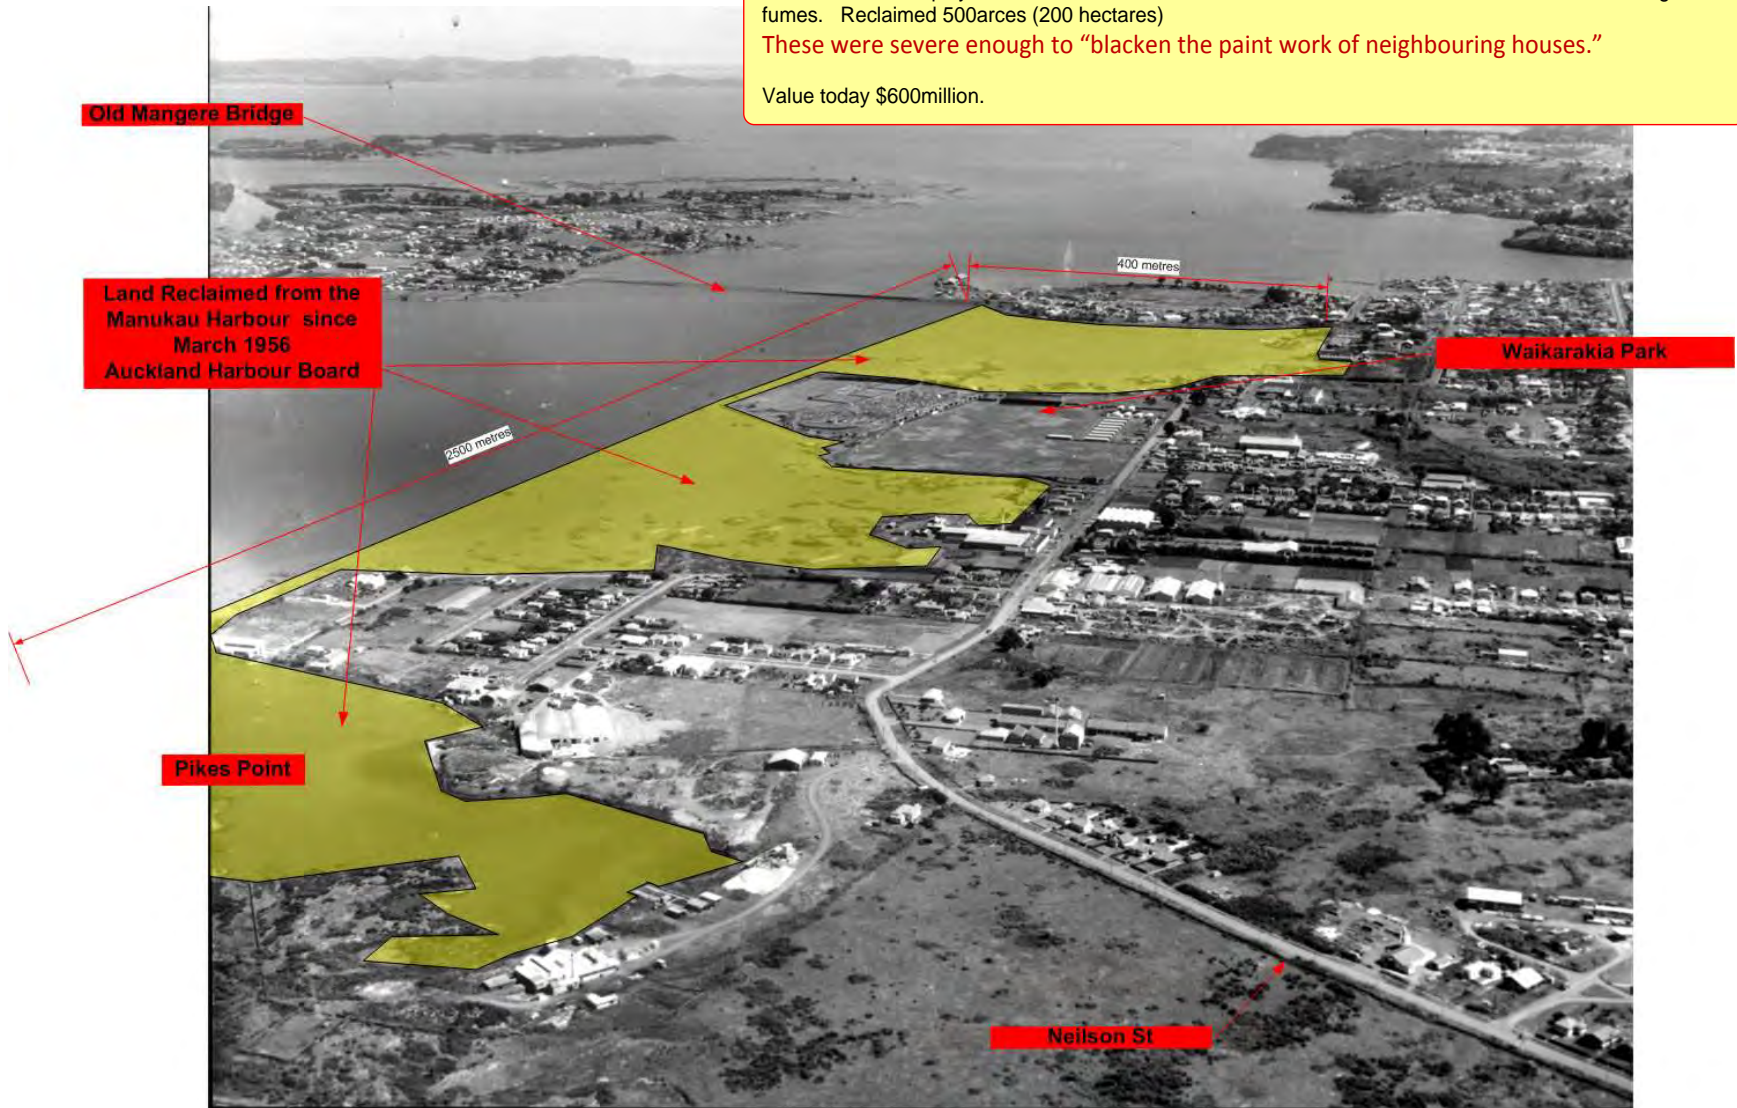 fumes. Reclaimed 500arces (200 hectares)
These were severe enough to “blacken the paint work of neighbouring houses.”
Value today $600million.
Old Mangere Bridge
400 metres
Land Reclaimed from the
Manukau Harbour since
March 1956
Auckland Harbour Board
Waikarakia Park
2500 metres
Pikes Point
Neilson St